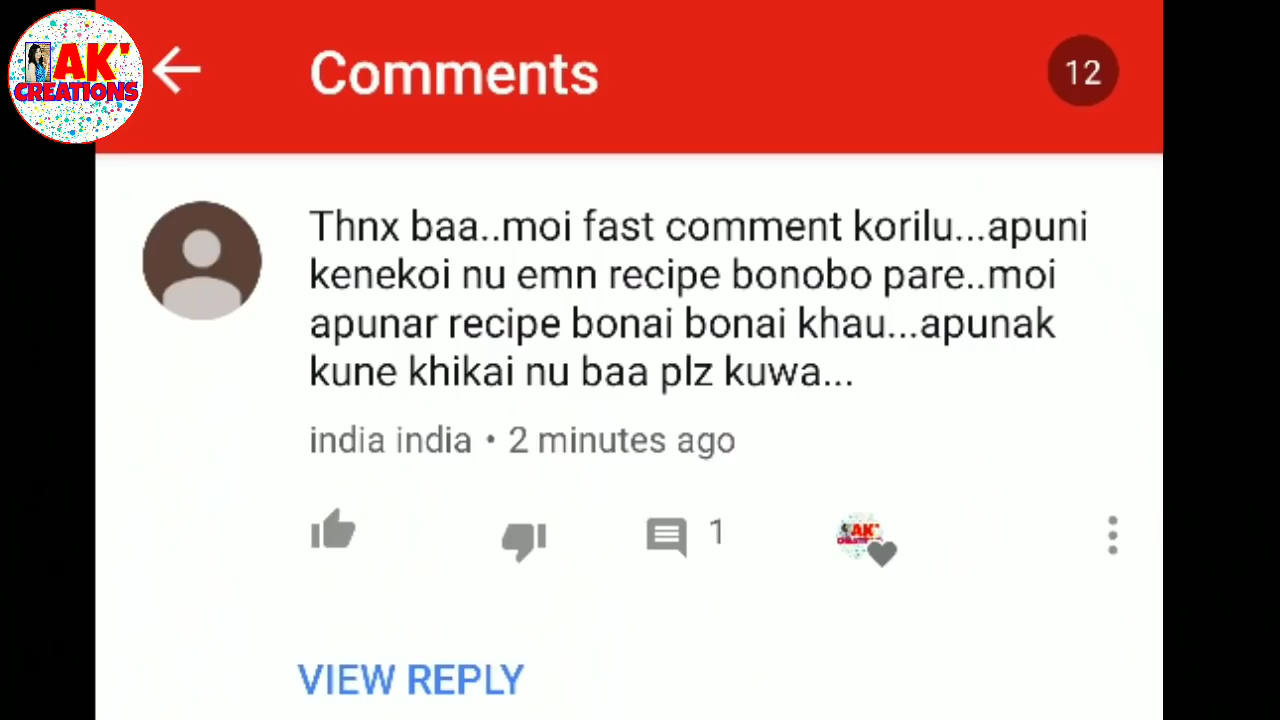 AK'
CREATIONS
Comments
12
Thnx baa..moi fast comment korilu...apuni
kenekoi nu emn recipe bonobo pare..moi
apunar recipe bonai bonai khau...apunak
kune khikai nu baa plz kuwa...
india india • 2 minutes ago
1
VIEW REPLY